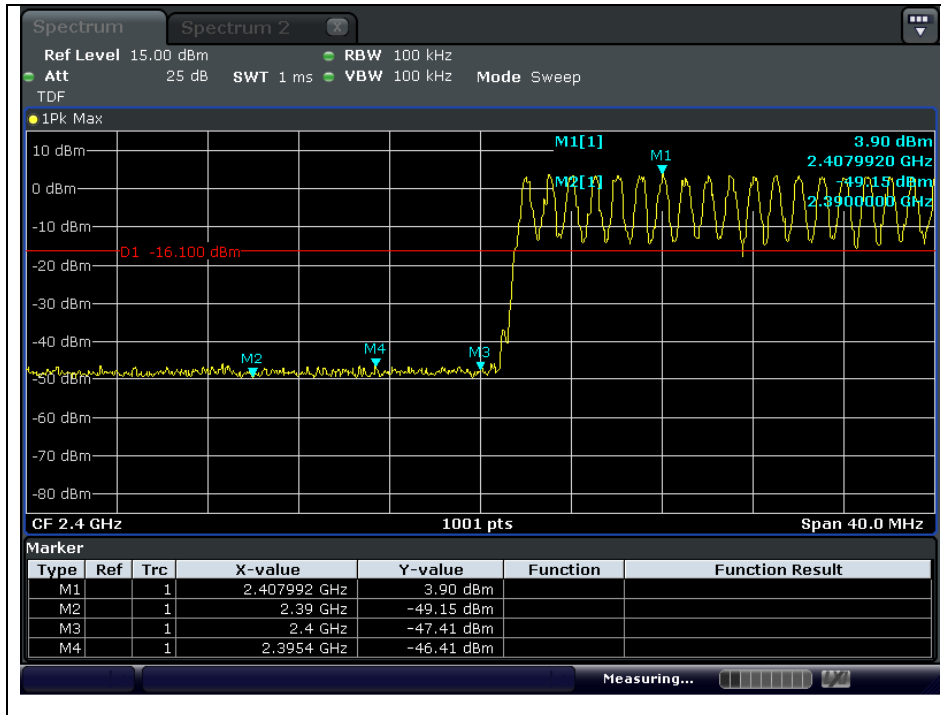 Spectrum Spectrum 2 X
Ref Level 15.00 dBm RBW 100 kHz
Att 25 dB SWT 1 ms VBW 100 kHz Mode Sweep
TDF
1Pk Max
M1[1] 3.90 dBm
2.4079920 GHz
M2[1] -49.15 dBm
2.3900000 GHz
M1
10 dBm
0 dBm
-10 dBm
D1 -16.100 dBm
-20 dBm
-30 dBm
-40 dBm
M2 M4 M3
-50 dBm
-60 dBm
-70 dBm
-80 dBm
CF 2.4 GHz 1001 pts Span 40.0 MHz
Marker
Type Ref Trc X-value Y-value Function Function Result
M1 1 2.407992 GHz 3.90 dBm
M2 1 2.39 GHz -49.15 dBm
M3 1 2.4 GHz -47.41 dBm
M4 1 2.3954 GHz -46.41 dBm
Measuring...